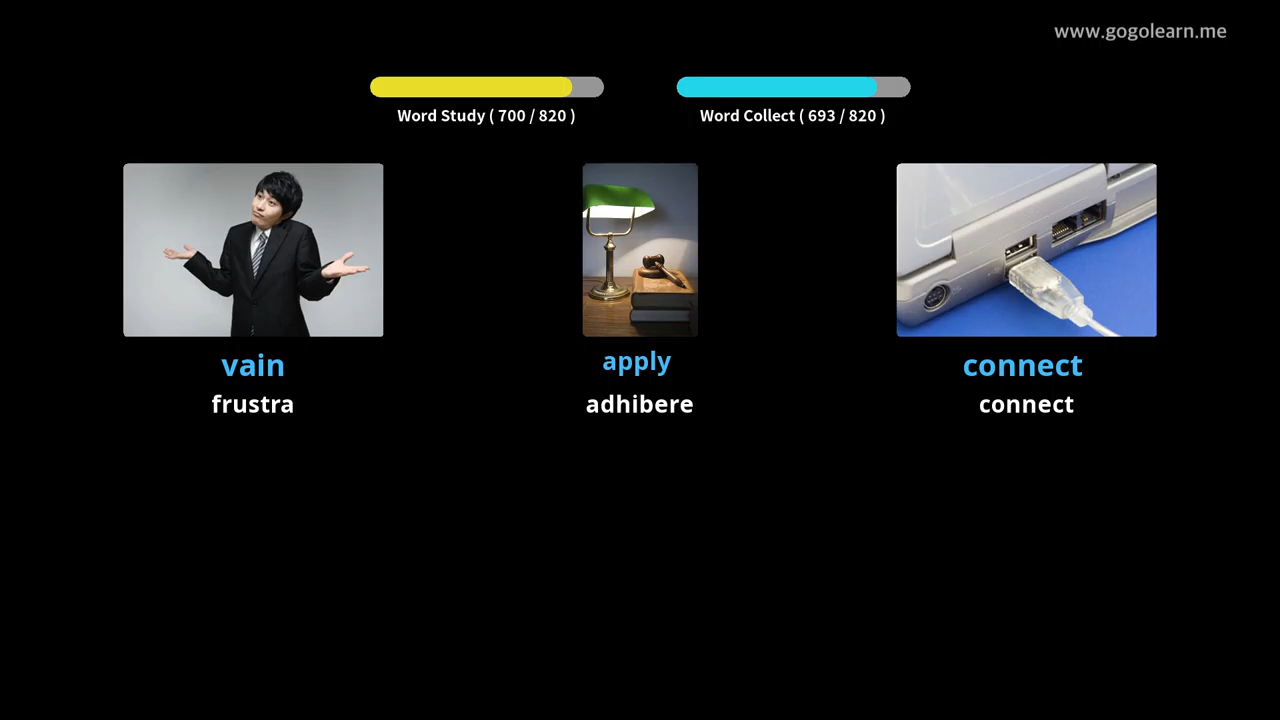 www.gogolearn.me
Word Study ( 700 / 820 )
Word Collect ( 693 / 820 )
vain
frustra
apply
adhibere
connect
connect